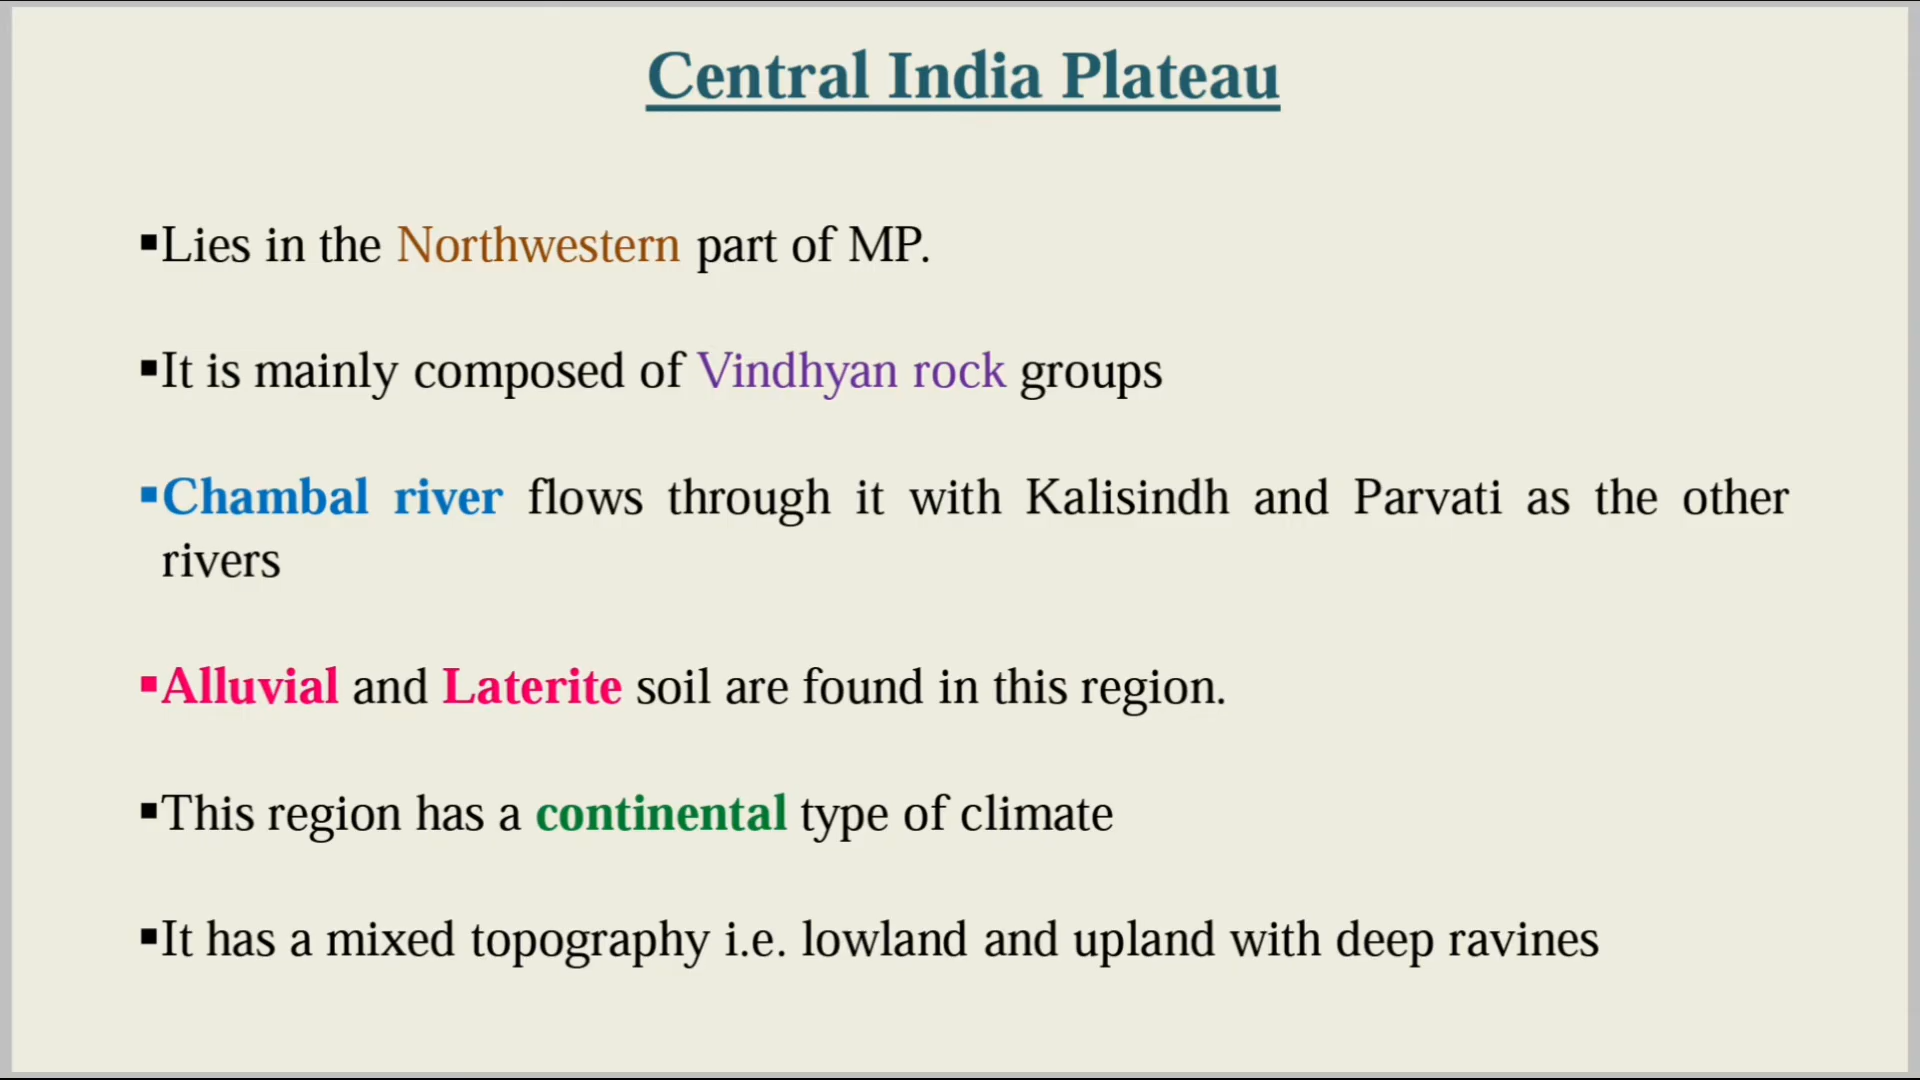 Central India Plateau
▪Lies in the Northwestern part of MP.
▪It is mainly composed of Vindhyan rock groups
▪Chambal river flows through it with Kalisindh and Parvati as the other
rivers
▪Alluvial and Laterite soil are found in this region.
▪This region has a continental type of climate
▪It has a mixed topography i.e. lowland and upland with deep ravines